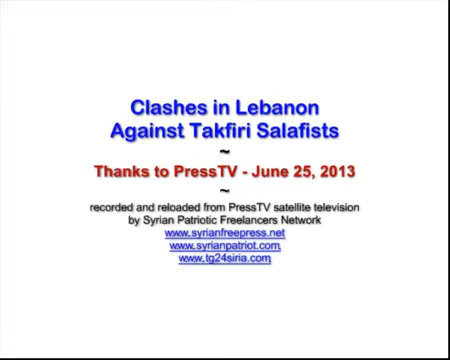 Clashes in Lebanon
Against Takfiri Salafists
~
Thanks to PressTV - June 25, 2013
~
recorded and reloaded from PressTV satellite television
by Syrian Patriotic Freelancers Network
www.syrianfreepress.net
www.syrianpatriot.com
www.tg24siria.com